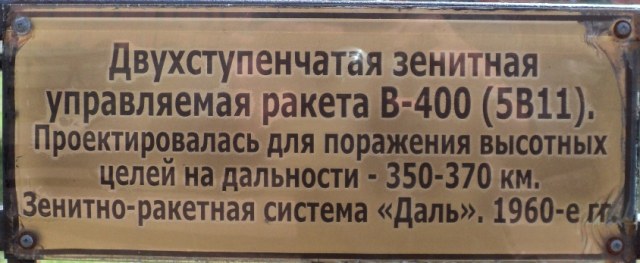 Двухступенчатая зенитная
управляемая ракета В-400 (5В11).
Проектировалась для поражения высотных
целей на дальности - 350-370 км.
Зенитно-ракетная система «Даль». 1960-е гг.